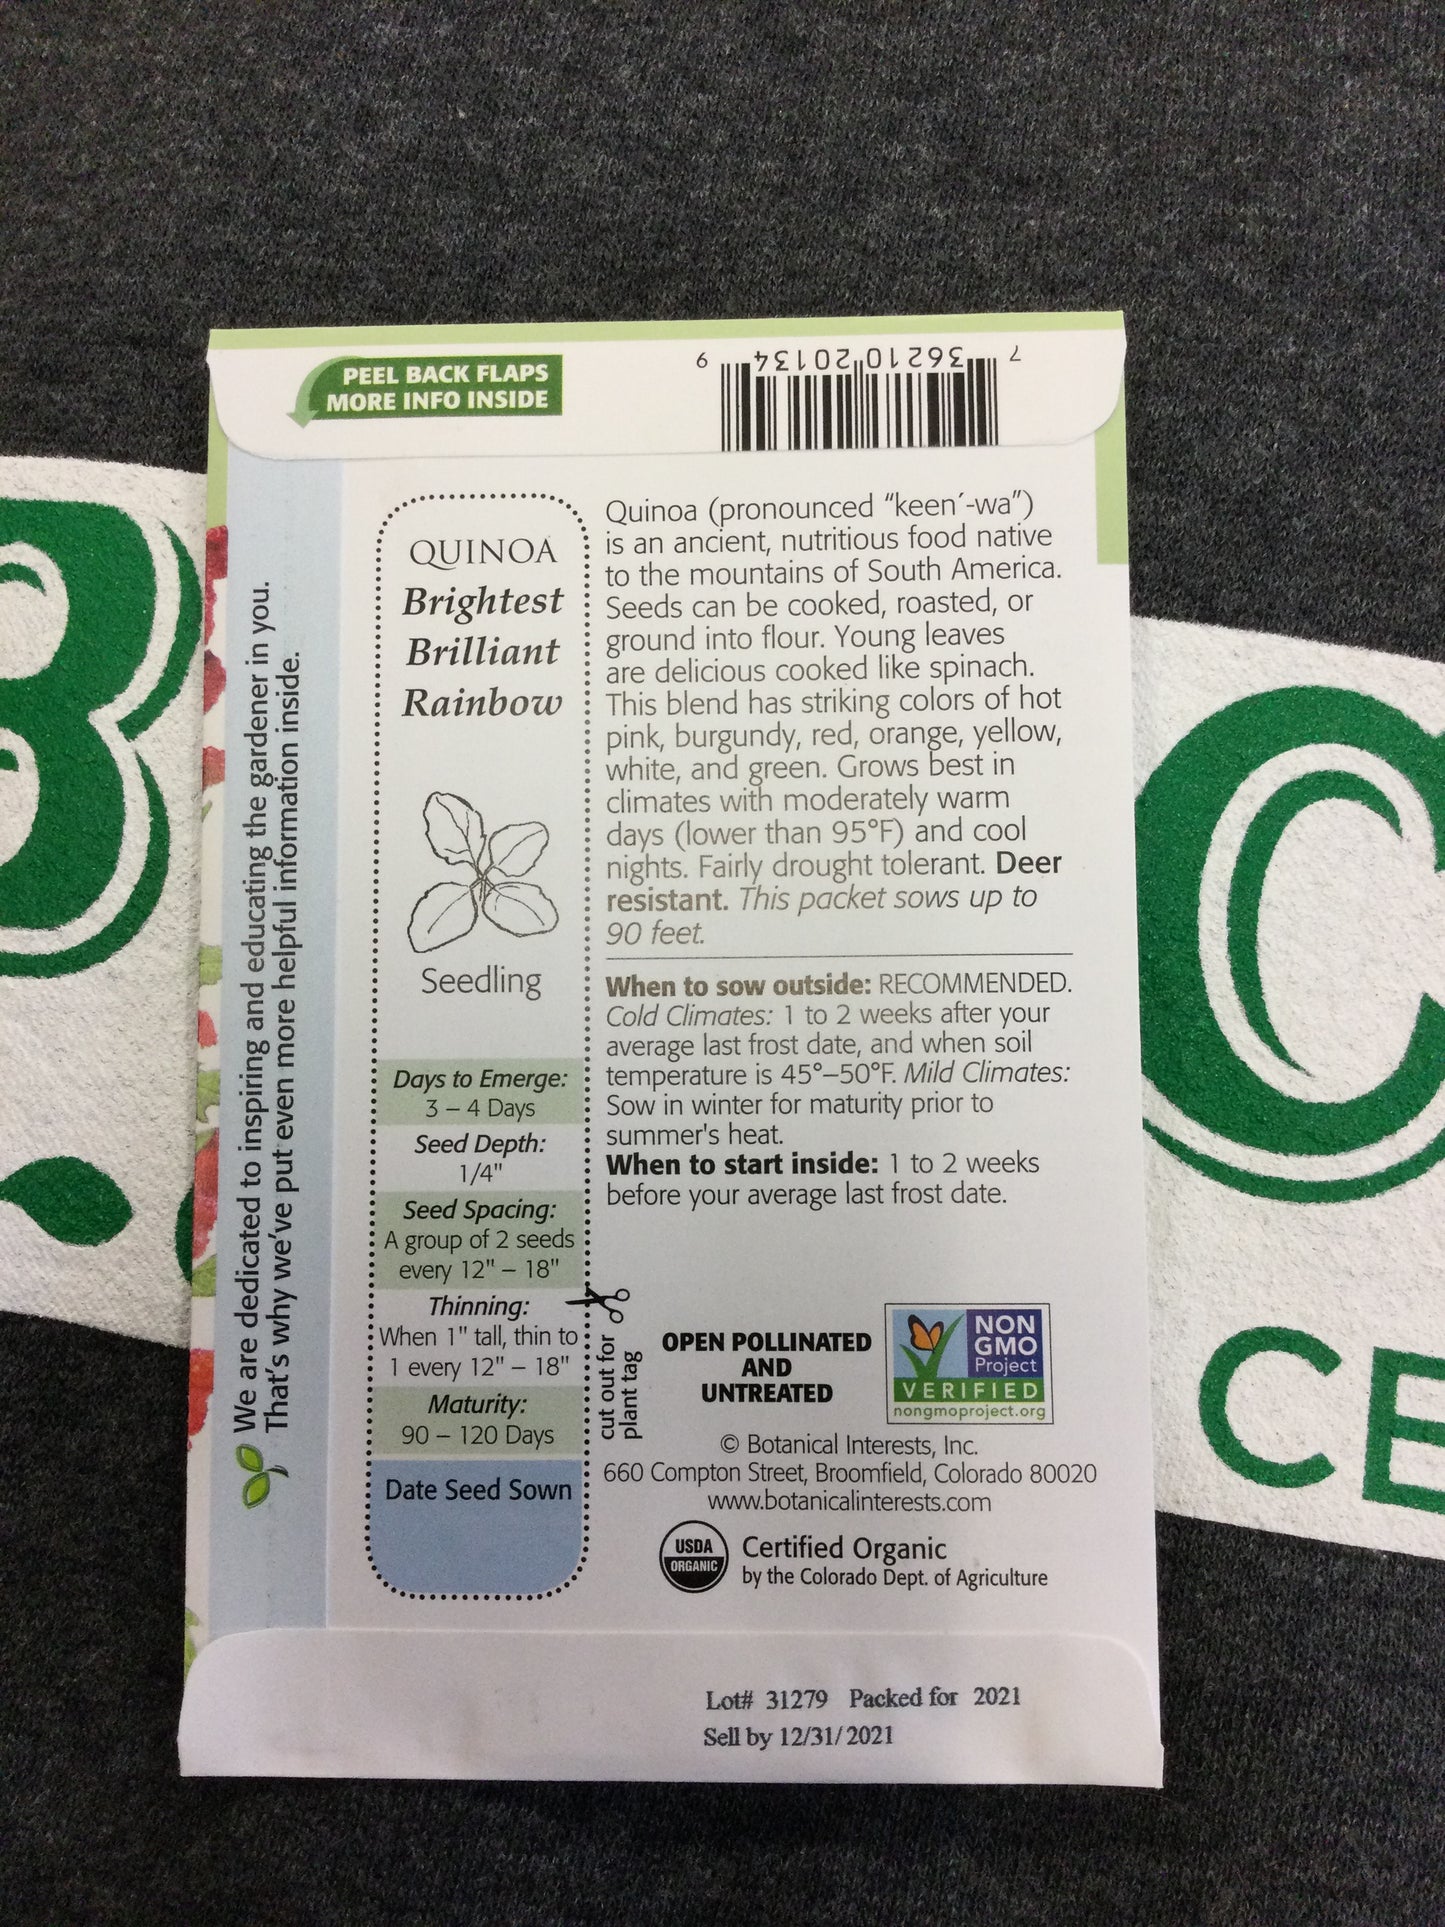 PEEL BACK FLAPS
MORE INFO INSIDE
7 36210 20134 9
We are dedicated to inspiring and educating the gardener in you.
That's why we've put even more helpful information inside.
QUINOA
Brightest
Brilliant
Rainbow
Seedling
Days to Emerge:
3 – 4 Days
Seed Depth:
1/4"
Seed Spacing:
A group of 2 seeds
every 12" – 18"
Thinning:
When 1" tall, thin to
1 every 12" – 18"
Maturity:
90 – 120 Days
Date Seed Sown
cut out for
plant tag
Quinoa (pronounced “keen´-wa”)
is an ancient, nutritious food native
to the mountains of South America.
Seeds can be cooked, roasted, or
ground into flour. Young leaves
are delicious cooked like spinach.
This blend has striking colors of hot
pink, burgundy, red, orange, yellow,
white, and green. Grows best in
climates with moderately warm
days (lower than 95°F) and cool
nights. Fairly drought tolerant. Deer
resistant. This packet sows up to
90 feet.
When to sow outside: RECOMMENDED.
Cold Climates: 1 to 2 weeks after your
average last frost date, and when soil
temperature is 45°–50°F. Mild Climates:
Sow in winter for maturity prior to
summer's heat.
When to start inside: 1 to 2 weeks
before your average last frost date.
OPEN POLLINATED
AND
UNTREATED
NON
GMO
Project
VERIFIED
nongmoproject.org
© Botanical Interests, Inc.
660 Compton Street, Broomfield, Colorado 80020
www.botanicalinterests.com
USDA
ORGANIC
Certified Organic
by the Colorado Dept. of Agriculture
Lot# 31279 Packed for 2021
Sell by 12/31/2021
B
C
CE